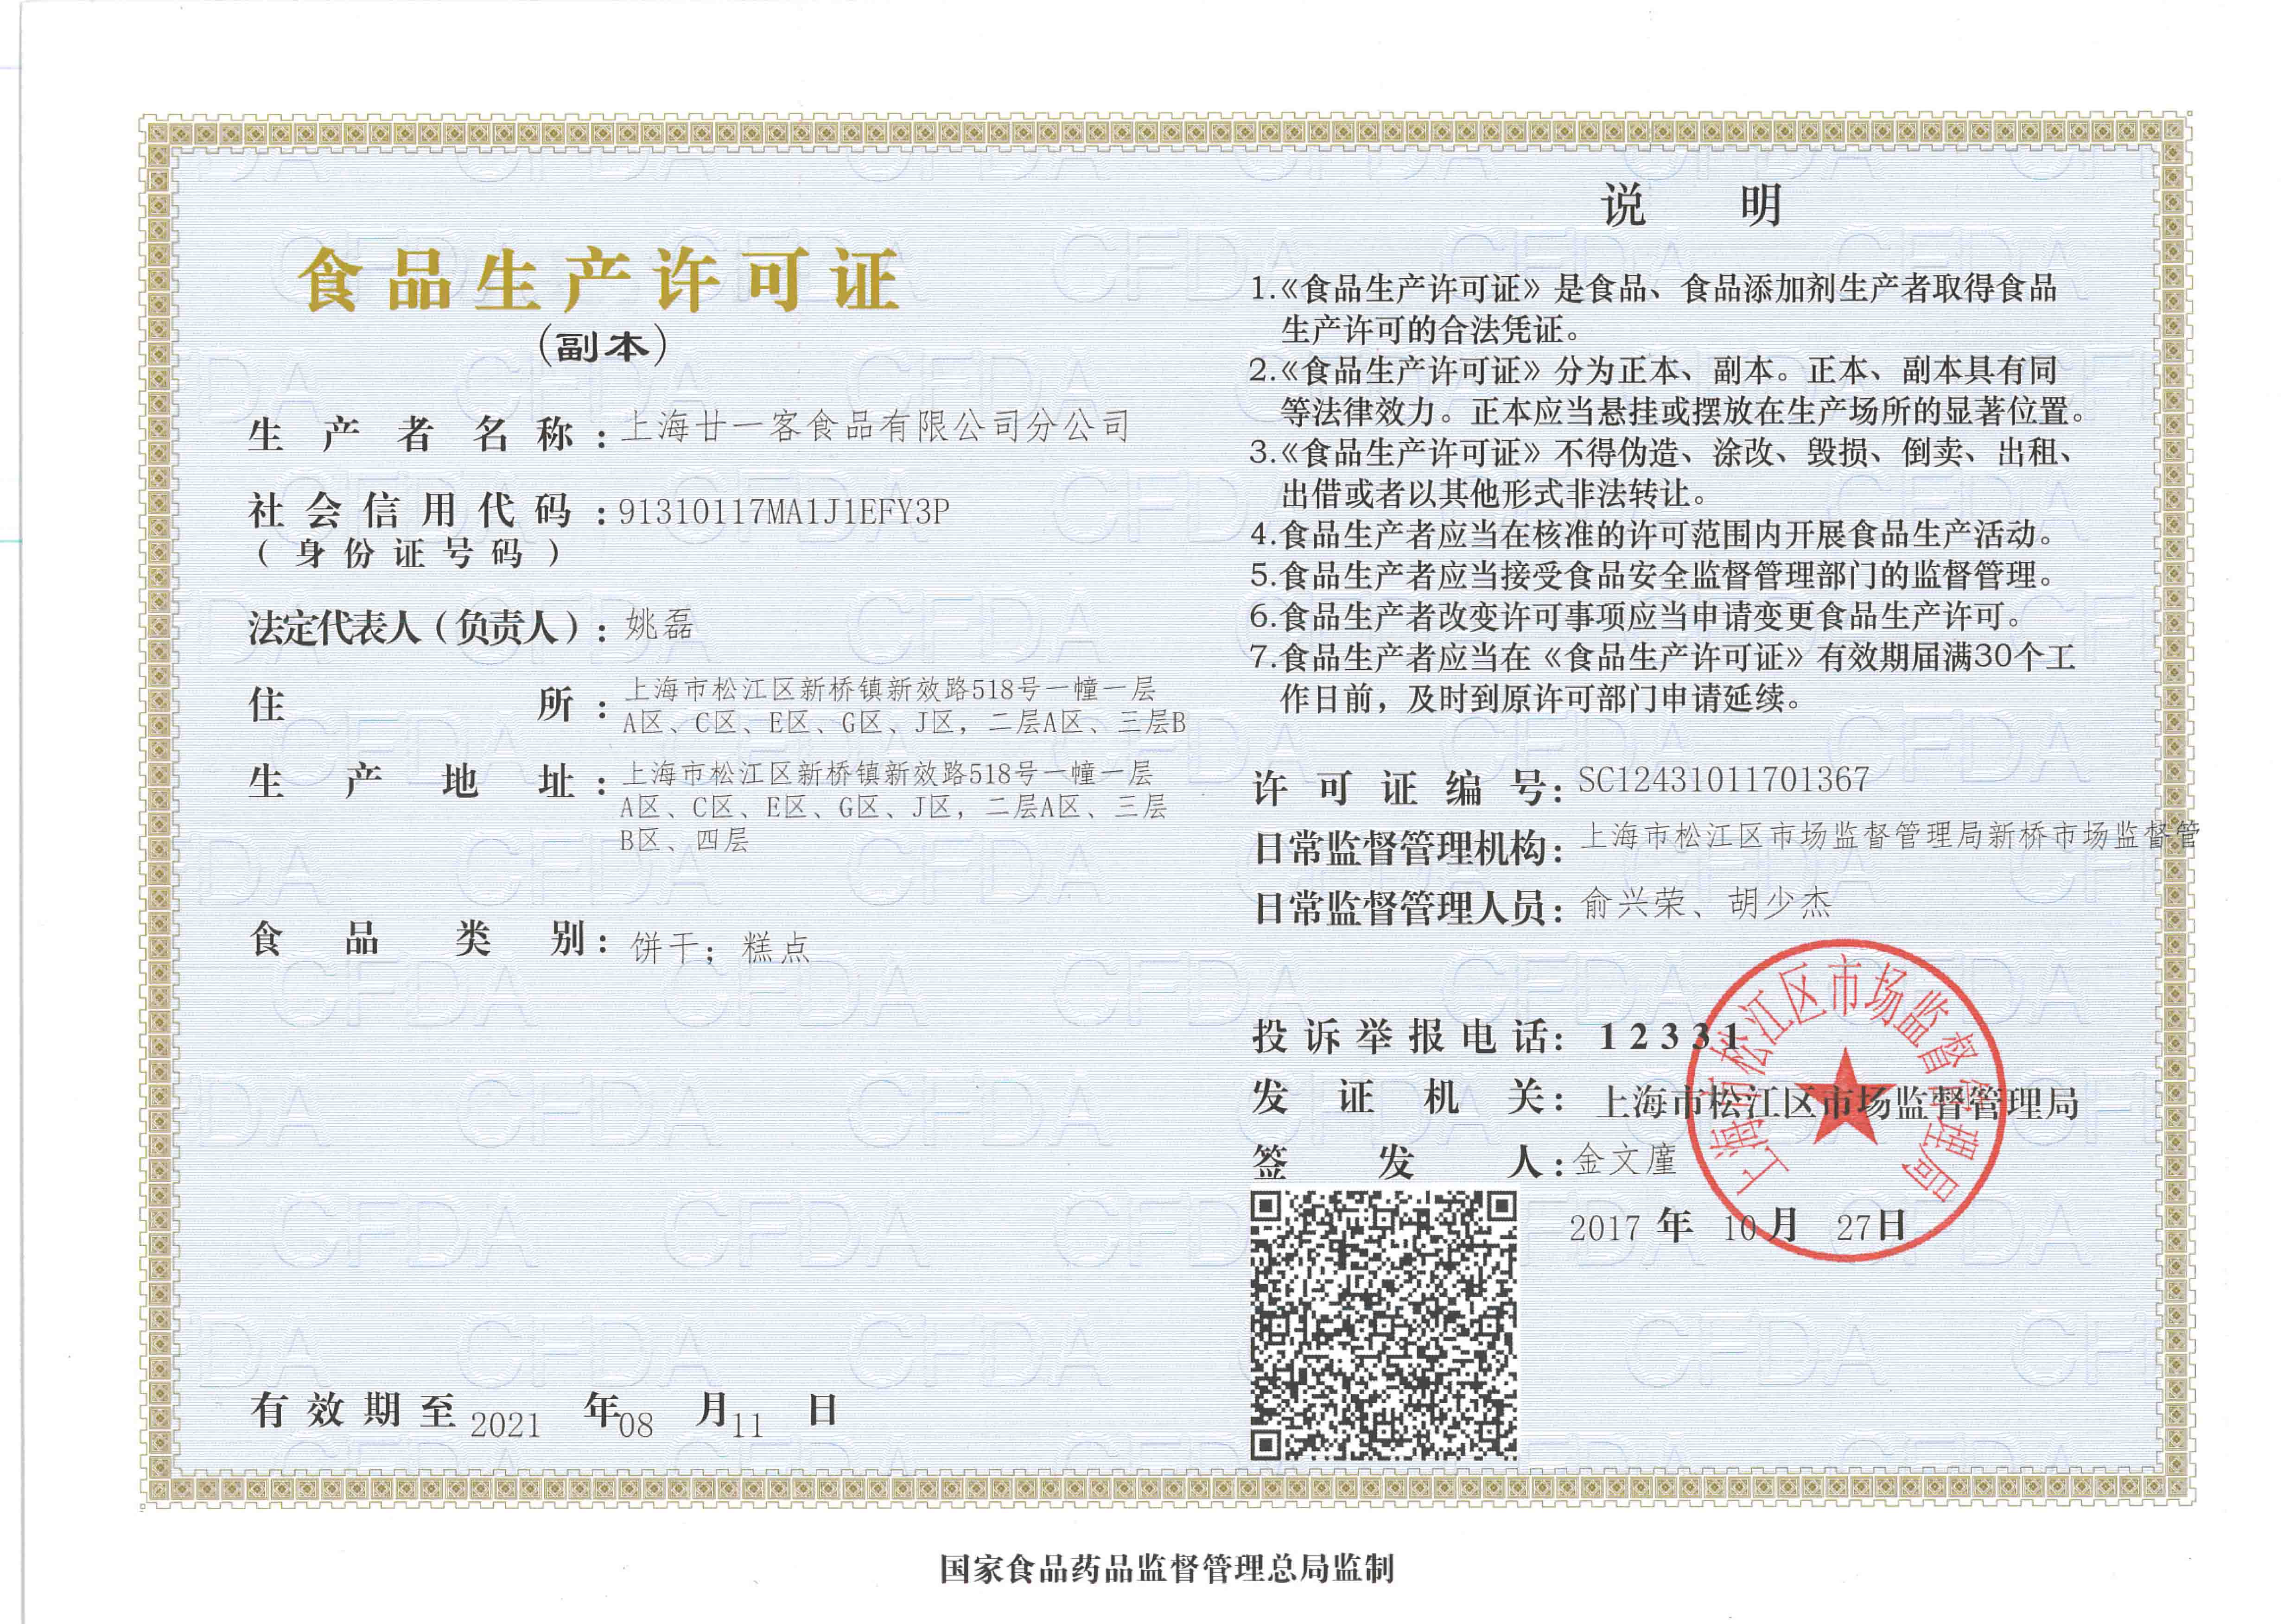 食品生产许可证
（副本）
生产者名称：上海廿一客食品有限公司分公司
社会信用代码：91310117MA1J1EFY3P
（身份证号码）
法定代表人（负责人）：姚磊
住所：上海市松江区新桥镇新效路518号一幢一层
A区、C区、E区、G区、J区，二层A区、三层B
生产地址：上海市松江区新桥镇新效路518号一幢一层
A区、C区、E区、G区、J区，二层A区、三层
B区、四层
食品类别：饼干；糕点
有效期至2021年08月11日
说明
1.《食品生产许可证》是食品、食品添加剂生产者取得食品
生产许可的合法凭证。
2.《食品生产许可证》分为正本、副本。正本、副本具有同
等法律效力。正本应当悬挂或摆放在生产场所的显著位置。
3.《食品生产许可证》不得伪造、涂改、毁损、倒卖、出租、
出借或者以其他形式非法转让。
4.食品生产者应当在核准的许可范围内开展食品生产活动。
5.食品生产者应当接受食品安全监督管理部门的监督管理。
6.食品生产者改变许可事项应当申请变更食品生产许可。
7.食品生产者应当在《食品生产许可证》有效期届满30个工
作日前，及时到原许可部门申请延续。
许可证编号：SC12431011701367
日常监督管理机构：上海市松江区市场监督管理局新桥市场监督管
日常监督管理人员：俞兴荣、胡少杰
投诉举报电话：12331
发证机关：上海市松江区市场监督管理局
签发人：金文廑
2017年10月27日
上海市松江区市场监督管理局
国家食品药品监督管理总局监制
CFDA